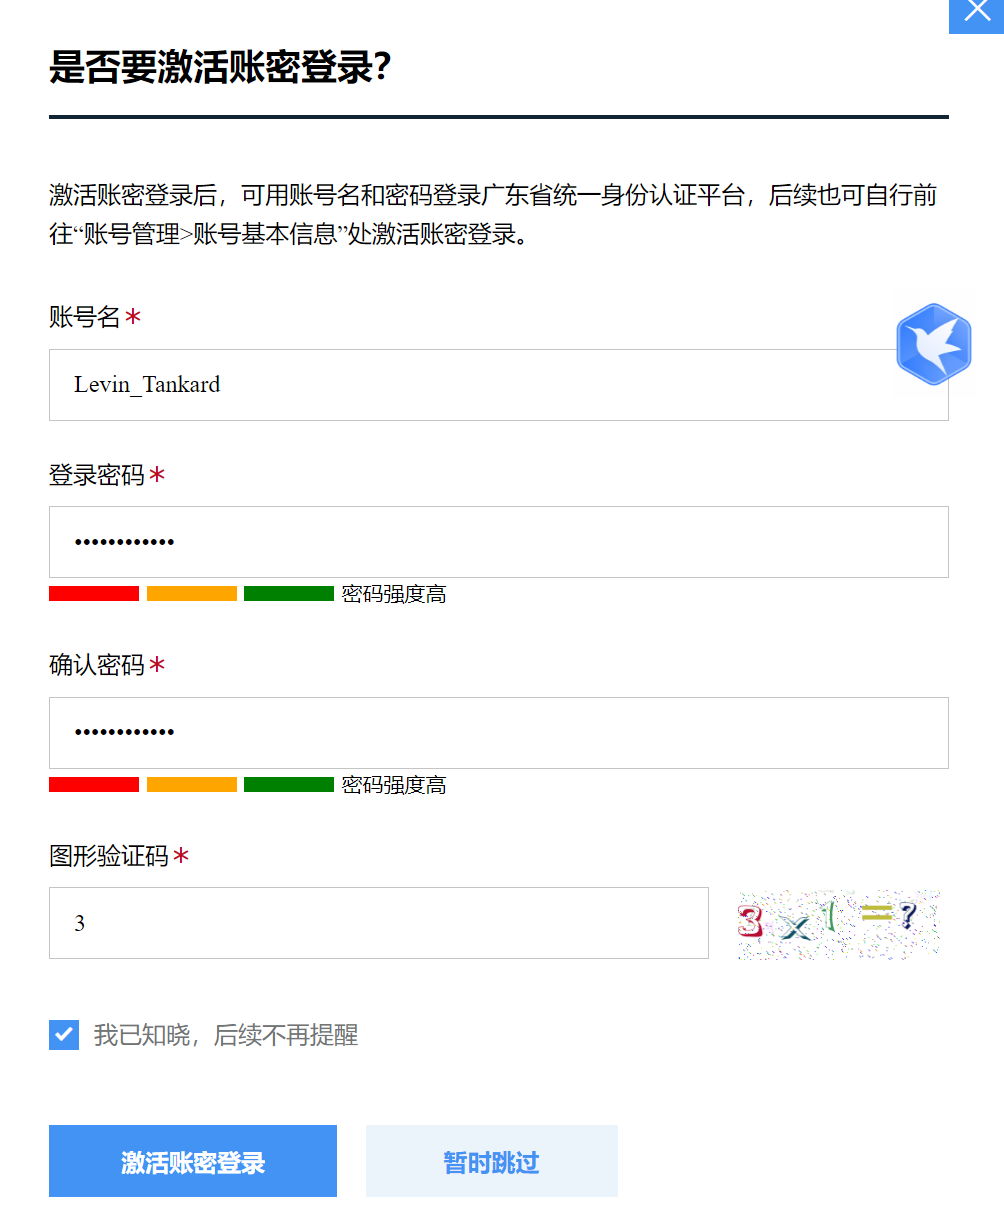 是否要激活账密登录？
激活账密登录后，可用账号名和密码登录广东省统一身份认证平台，后续也可自行前
往“账号管理>账号基本信息”处激活账密登录。
账号名*
Levin_Tankard
登录密码*
••••••••••••
密码强度高
确认密码*
••••••••••••
密码强度高
图形验证码*
3
3 x 1 = ?
我已知晓，后续不再提醒
激活账密登录 暂时跳过